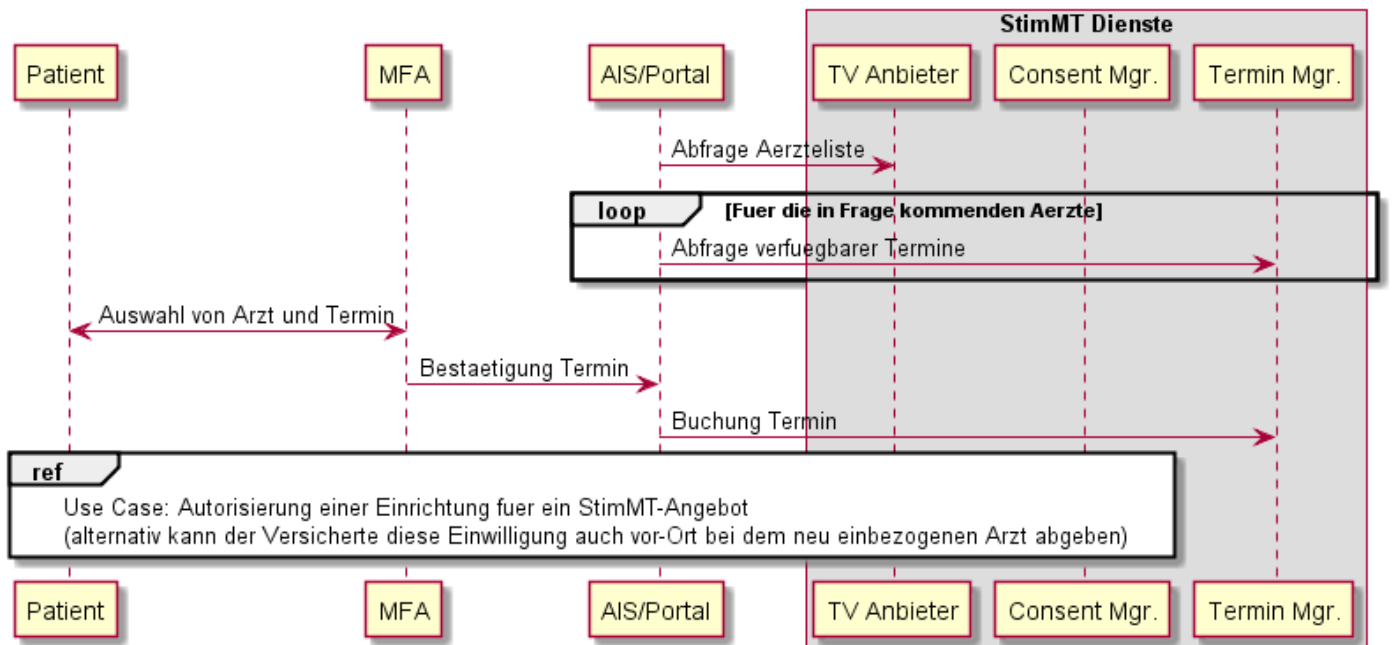 StimMT Dienste
Patient
MFA
AIS/Portal
TV Anbieter
Consent Mgr.
Termin Mgr.
Abfrage Aerzteliste
loop
[Fuer die in Frage kommenden Aerzte]
Abfrage verfuegbarer Termine
Auswahl von Arzt und Termin
Bestaetigung Termin
Buchung Termin
ref
Use Case: Autorisierung einer Einrichtung fuer ein StimMT-Angebot
(alternativ kann der Versicherte diese Einwilligung auch vor-Ort bei dem neu einbezogenen Arzt abgeben)
Patient
MFA
AIS/Portal
TV Anbieter
Consent Mgr.
Termin Mgr.